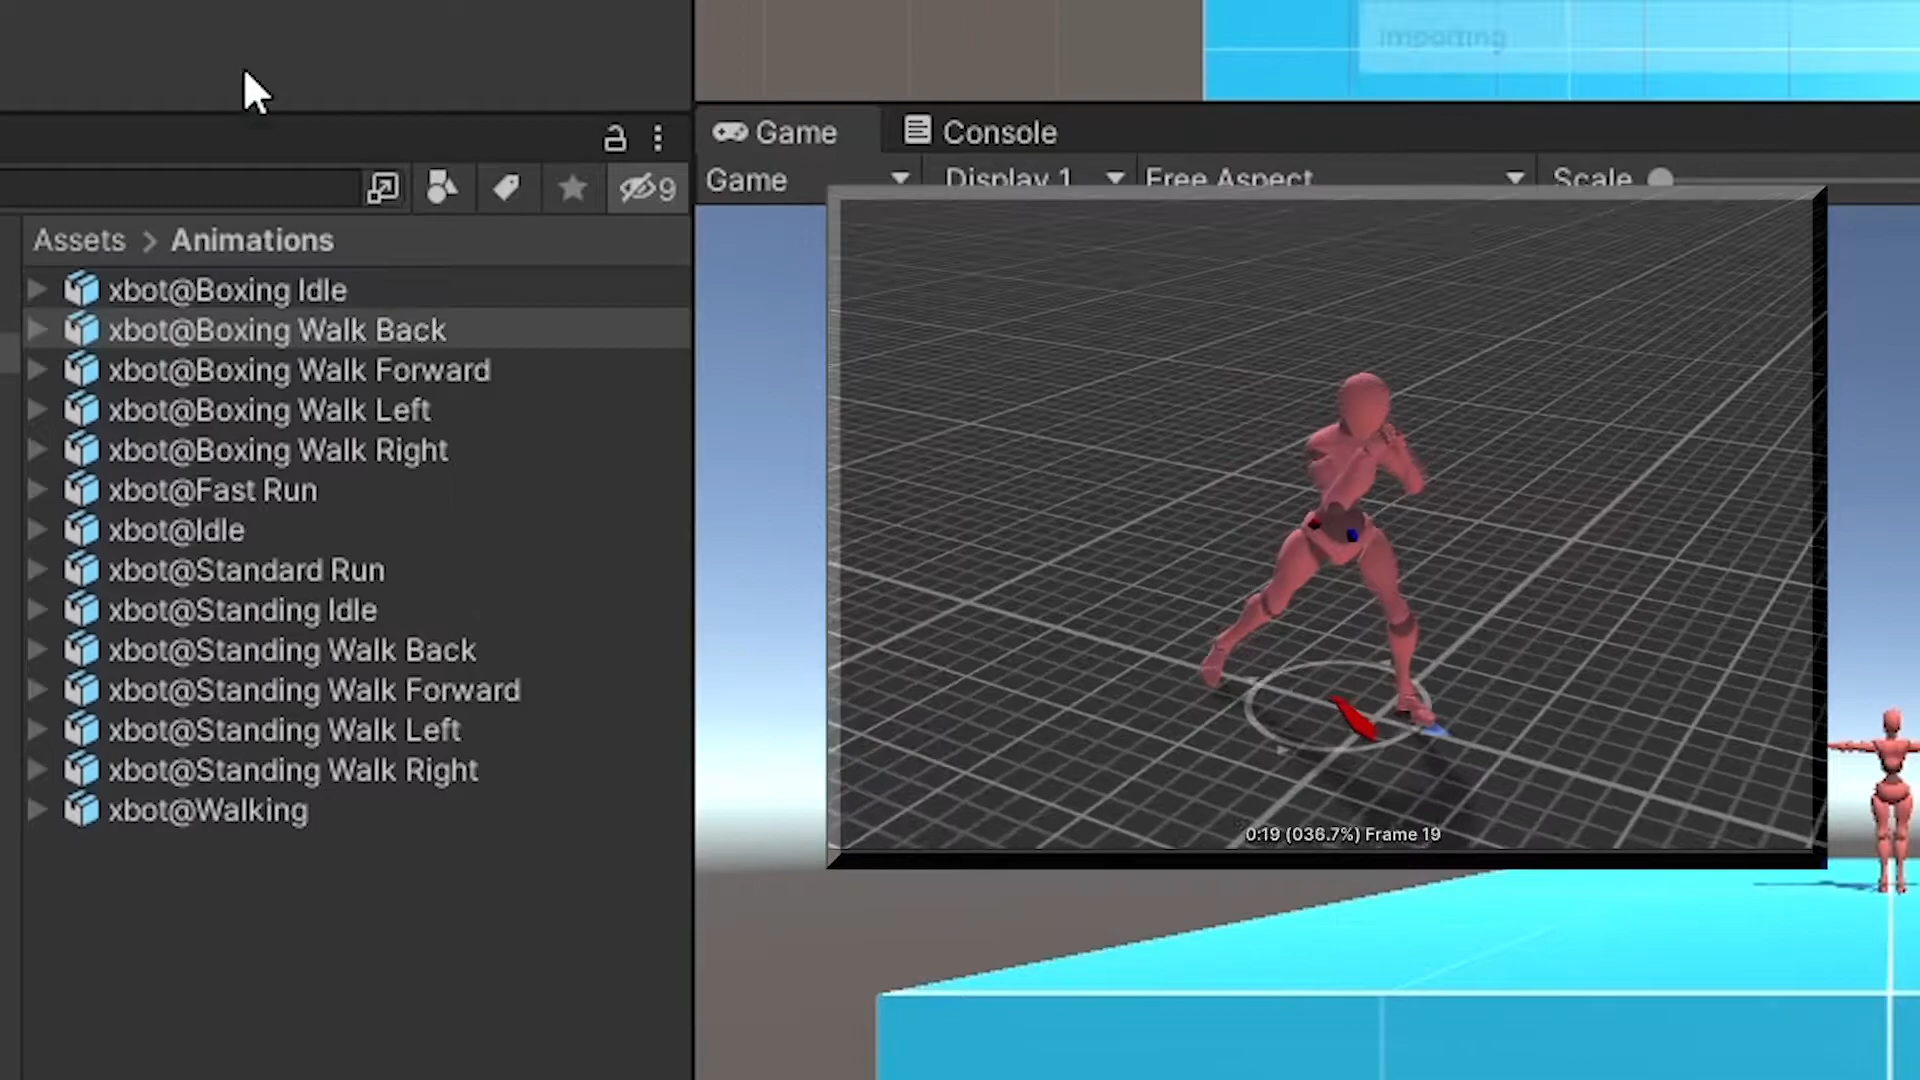 importing
Game
Console
9
Game
Display 1
Free Aspect
Scale
Assets > Animations
xbot@Boxing Idle
xbot@Boxing Walk Back
xbot@Boxing Walk Forward
xbot@Boxing Walk Left
xbot@Boxing Walk Right
xbot@Fast Run
xbot@Idle
xbot@Standard Run
xbot@Standing Idle
xbot@Standing Walk Back
xbot@Standing Walk Forward
xbot@Standing Walk Left
xbot@Standing Walk Right
xbot@Walking
0:19 (036.7%) Frame 19